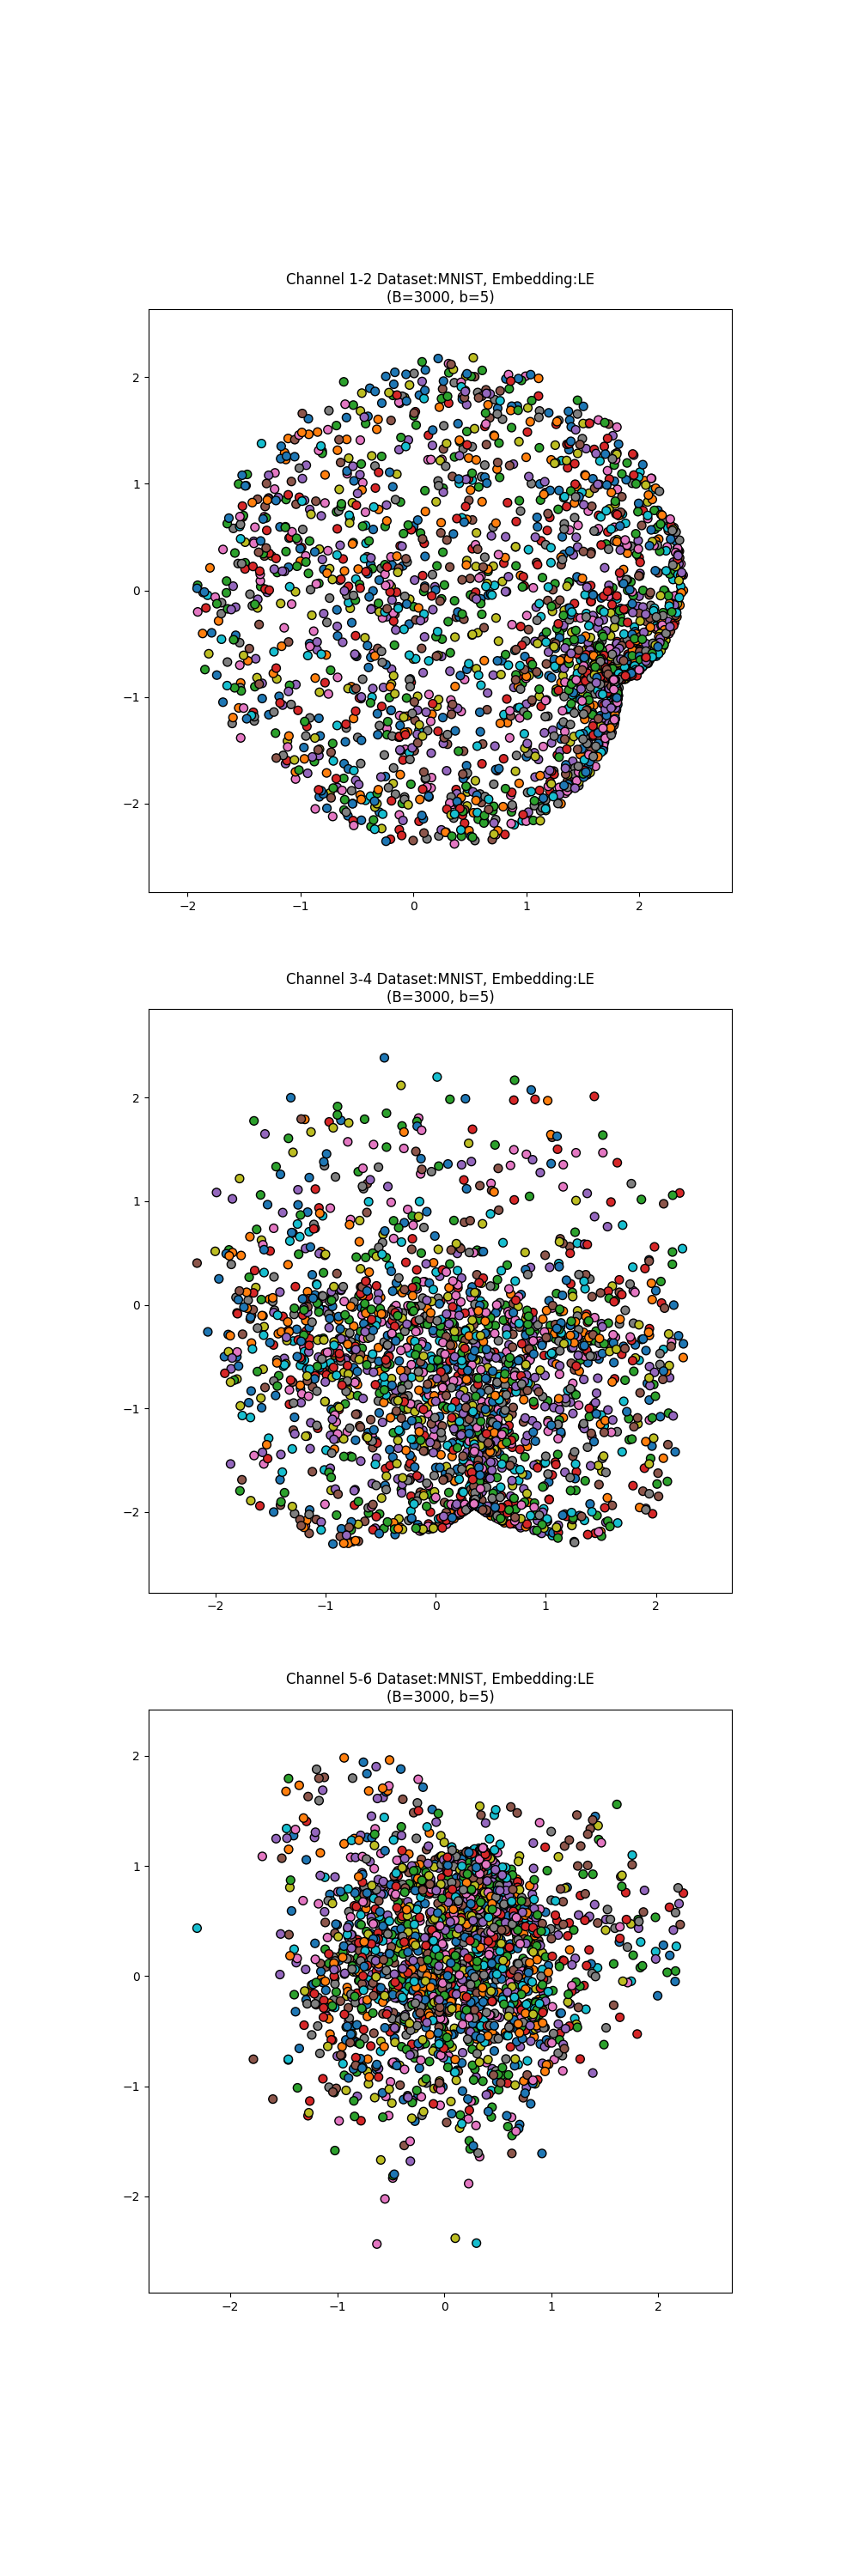 Channel 1-2 Dataset:MNIST, Embedding:LE
(B=3000, b=5)
2
1
0
−1
−2
−2 −1 0 1 2
Channel 3-4 Dataset:MNIST, Embedding:LE
(B=3000, b=5)
2
1
0
−1
−2
−2 −1 0 1 2
Channel 5-6 Dataset:MNIST, Embedding:LE
(B=3000, b=5)
2
1
0
−1
−2
−2 −1 0 1 2